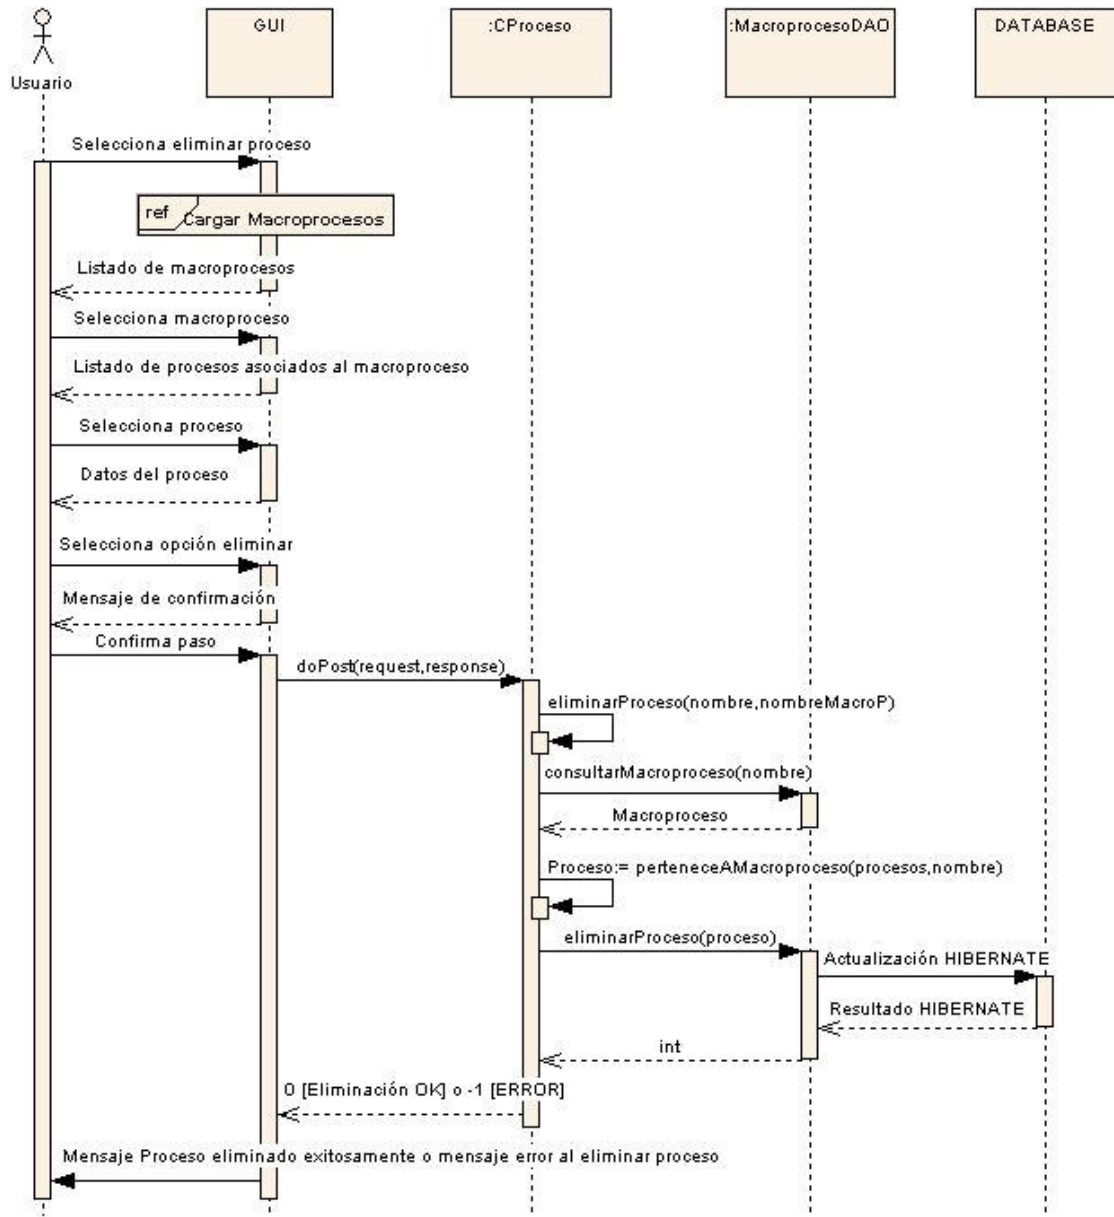 GUI
:CProceso
:MacroprocesoDAO
DATABASE
Usuario
Selecciona eliminar proceso
ref
Cargar Macroprocesos
Listado de macroprocesos
Selecciona macroproceso
Listado de procesos asociados al macroproceso
Selecciona proceso
Datos del proceso
Selecciona opción eliminar
Mensaje de confirmación
Confirma paso
doPost(request,response)
eliminarProceso(nombre,nombreMacroP)
consultarMacroproceso(nombre)
Macroproceso
Proceso:= perteneceAMacroproceso(procesos,nombre)
eliminarProceso(proceso)
Actualización HIBERNATE
Resultado HIBERNATE
int
0 [Eliminación OK] o -1 [ERROR]
Mensaje Proceso eliminado exitosamente o mensaje error al eliminar proceso